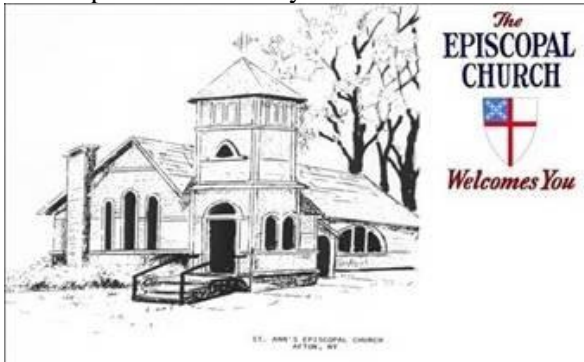 The
EPISCOPAL
CHURCH
Welcomes You
ST. ANN'S EPISCOPAL CHURCH
AFTON, NY